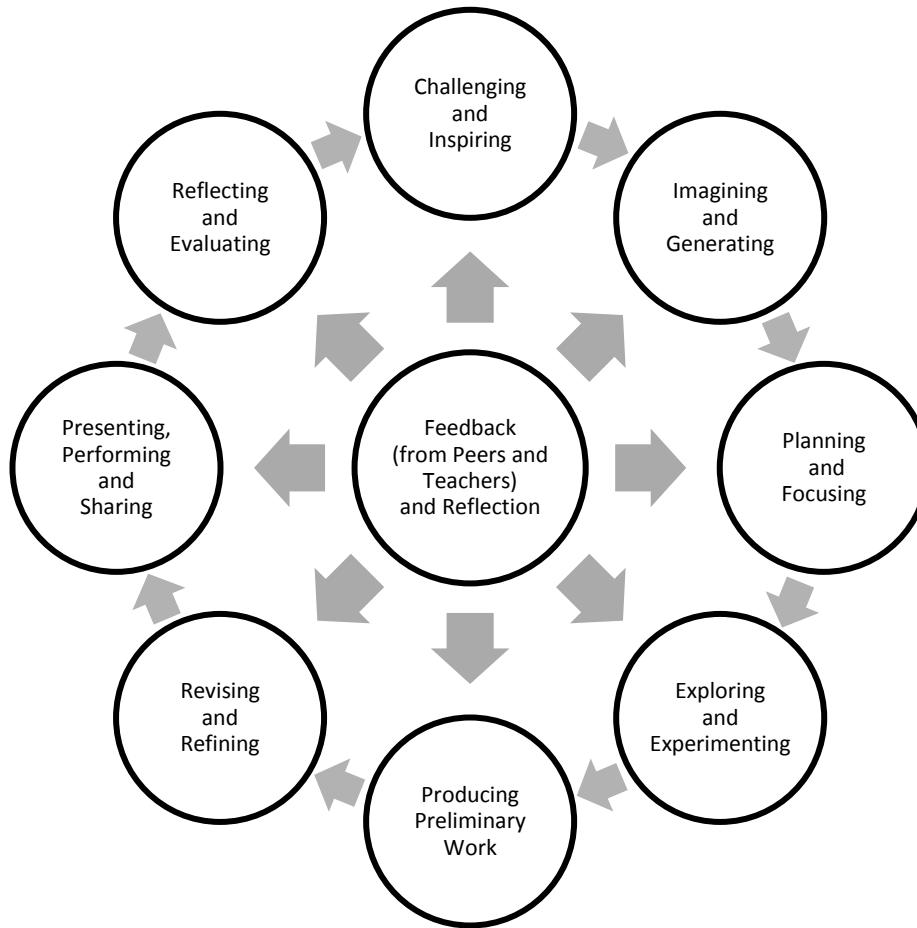 Challenging
and
Inspiring
Imagining
and
Generating
Planning
and
Focusing
Exploring
and
Experimenting
Producing
Preliminary
Work
Revising
and
Refining
Presenting,
Performing
and
Sharing
Reflecting
and
Evaluating
Feedback
(from Peers and
Teachers)
and Reflection